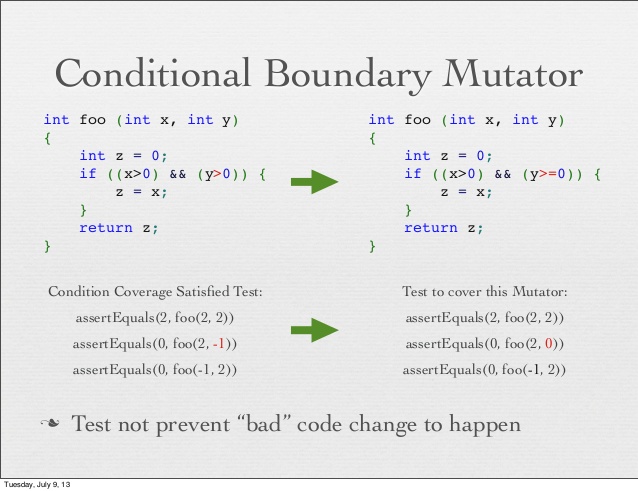 Conditional Boundary Mutator
int foo (int x, int y)
{
int z = 0;
if ((x>0) && (y>0)) {
z = x;
}
return z;
}
int foo (int x, int y)
{
int z = 0;
if ((x>0) && (y>=0)) {
z = x;
}
return z;
}
Condition Coverage Satisfied Test:
assertEquals(2, foo(2, 2))
assertEquals(0, foo(2, -1))
assertEquals(0, foo(-1, 2))
Test to cover this Mutator:
assertEquals(2, foo(2, 2))
assertEquals(0, foo(2, 0))
assertEquals(0, foo(-1, 2))
Test not prevent “bad” code change to happen
Tuesday, July 9, 13